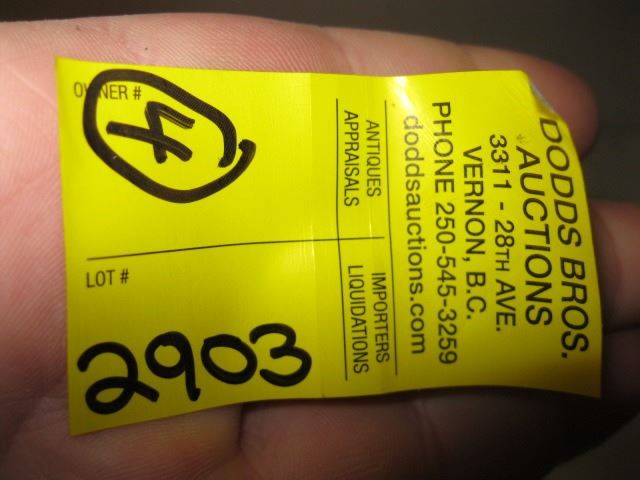 DODDS BROS.
AUCTIONS
3311 - 28TH AVE.
VERNON, B.C.
PHONE 250-545-3259
doddsauctions.com
ANTIQUES
APPRAISALS
IMPORTERS
LIQUIDATIONS
OWNER #
4
LOT #
2903